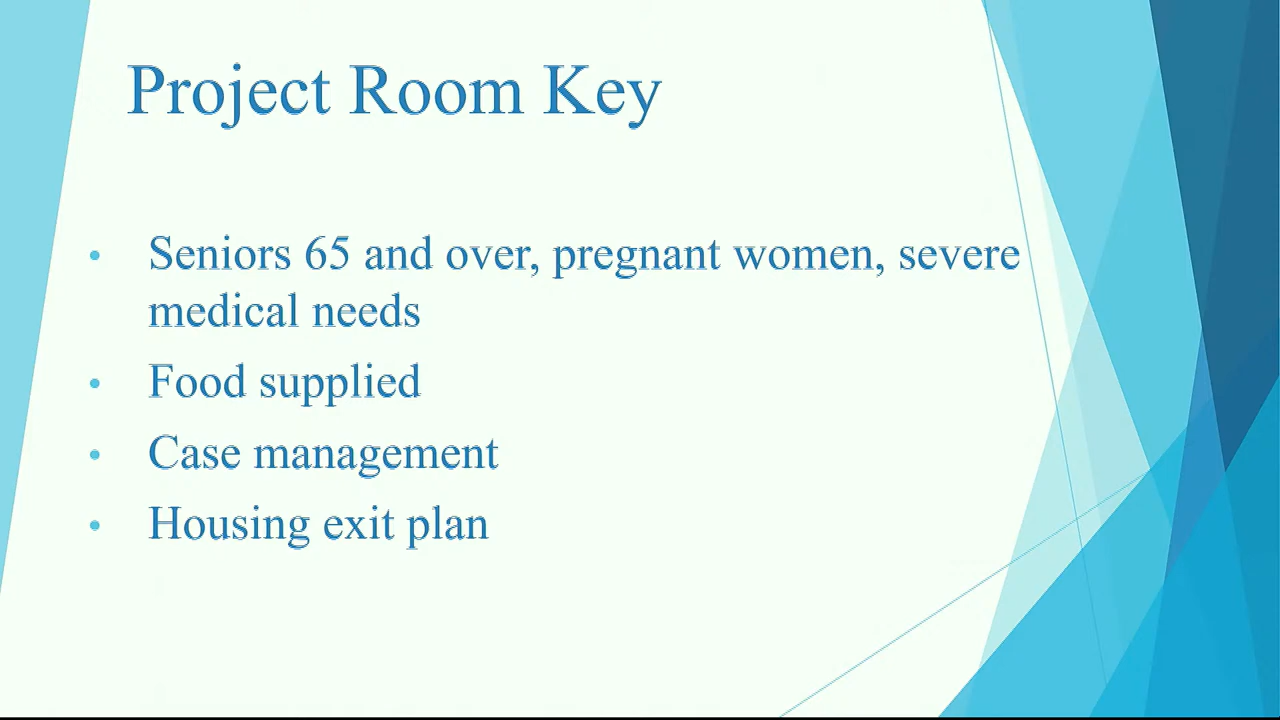 Project Room Key
• Seniors 65 and over, pregnant women, severe
medical needs
• Food supplied
• Case management
• Housing exit plan